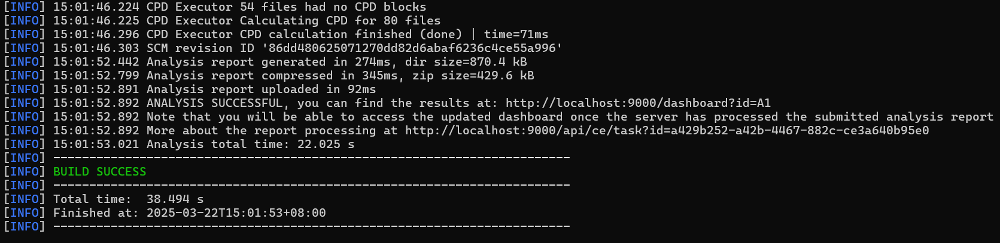 [INFO] 15:01:46.224 CPD Executor 54 files had no CPD blocks
[INFO] 15:01:46.225 CPD Executor Calculating CPD for 80 files
[INFO] 15:01:46.296 CPD Executor CPD calculation finished (done) | time=71ms
[INFO] 15:01:46.303 SCM revision ID '86dd480625071270dd82d6abaf6236c4ce55a996'
[INFO] 15:01:52.442 Analysis report generated in 274ms, dir size=870.4 kB
[INFO] 15:01:52.799 Analysis report compressed in 345ms, zip size=429.6 kB
[INFO] 15:01:52.891 Analysis report uploaded in 92ms
[INFO] 15:01:52.892 ANALYSIS SUCCESSFUL, you can find the results at: http://localhost:9000/dashboard?id=A1
[INFO] 15:01:52.892 Note that you will be able to access the updated dashboard once the server has processed the submitted analysis report
[INFO] 15:01:52.892 More about the report processing at http://localhost:9000/api/ce/task?id=a429b252-a42b-4467-882c-ce3a640b95e0
[INFO] 15:01:53.021 Analysis total time: 22.025 s
[INFO] ------------------------------------------------------------------------
[INFO] BUILD SUCCESS
[INFO] ------------------------------------------------------------------------
[INFO] Total time:  38.494 s
[INFO] Finished at: 2025-03-22T15:01:53+08:00
[INFO] ------------------------------------------------------------------------